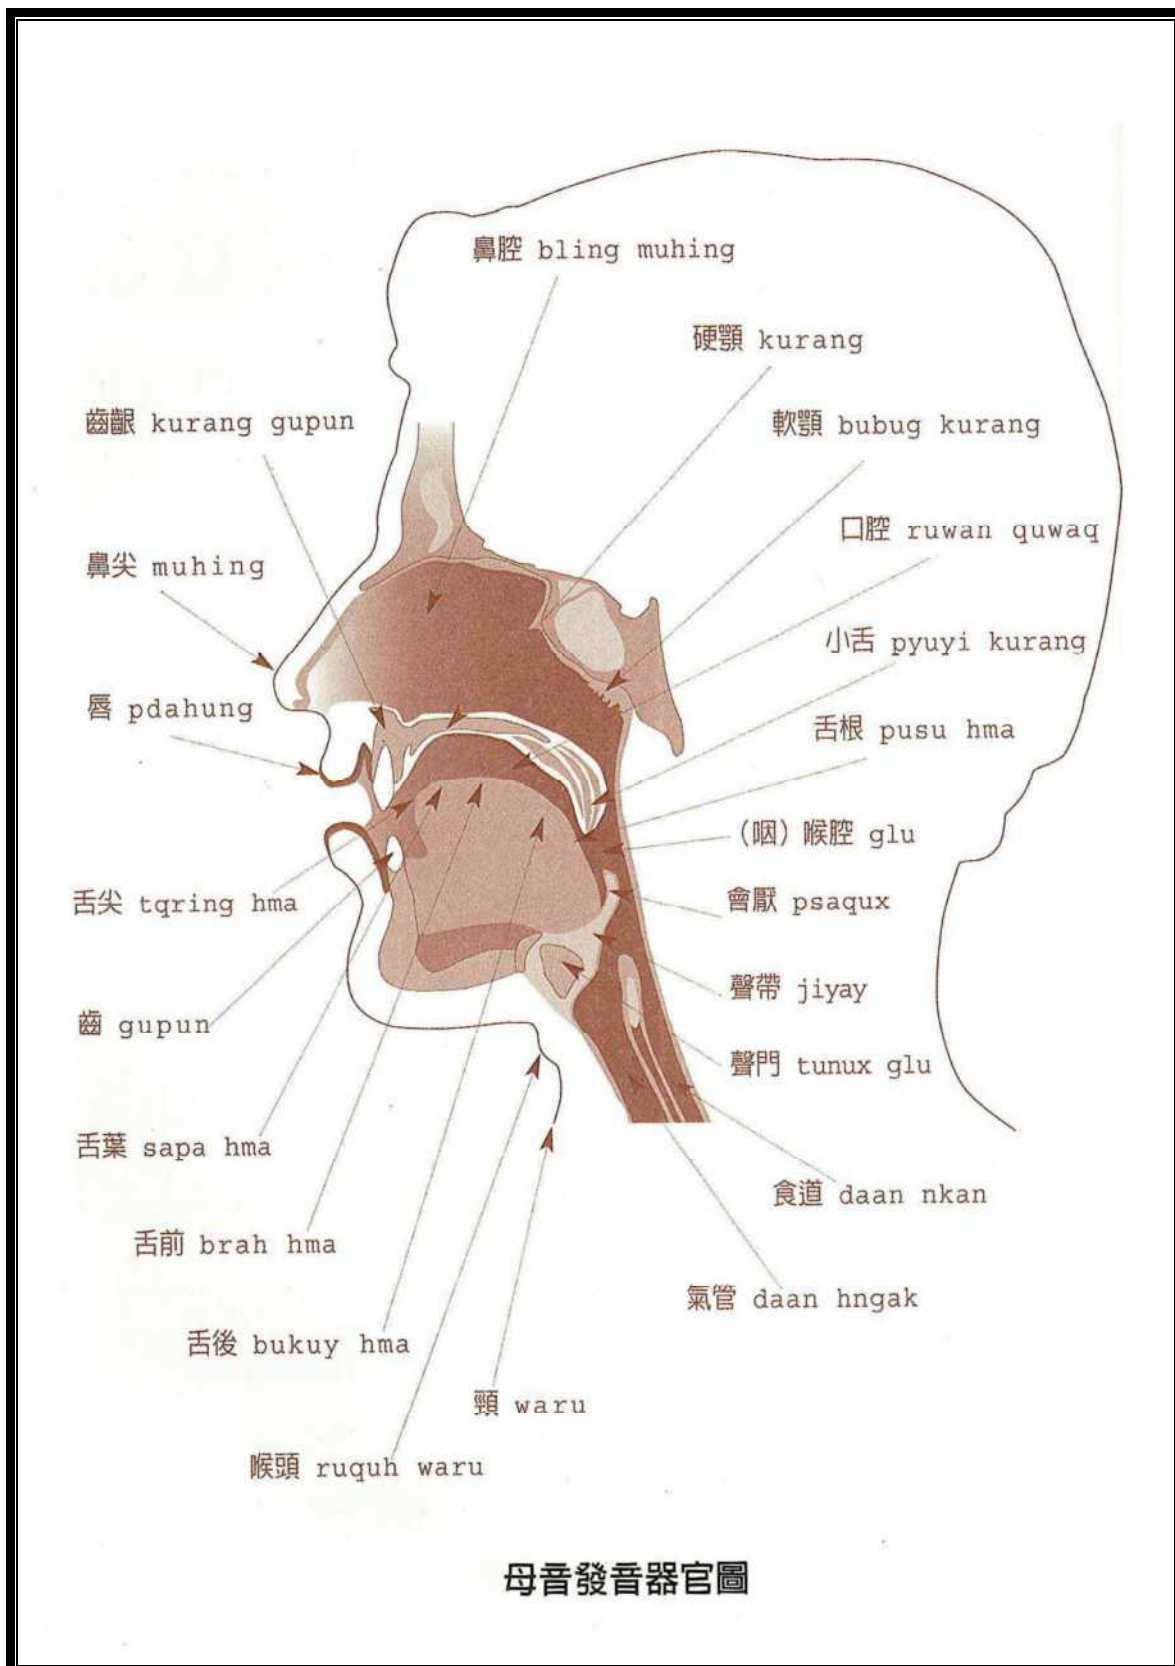 鼻腔 bling muhing
硬顎 kurang
齒齦 kurang gupun
軟顎 bubug kurang
口腔 ruwan quwaq
鼻尖 muhing
小舌 pyuyi kurang
唇 pdahung
舌根 pusu hma
(咽) 喉腔 glu
舌尖 tqring hma
會厭 psaqux
聲帶 jiyay
齒 gupun
聲門 tunux glu
舌葉 sapa hma
食道 daan nkan
舌前 brah hma
氣管 daan hngak
舌後 bukuy hma
頸 waru
喉頭 ruquh waru
母音發音器官圖